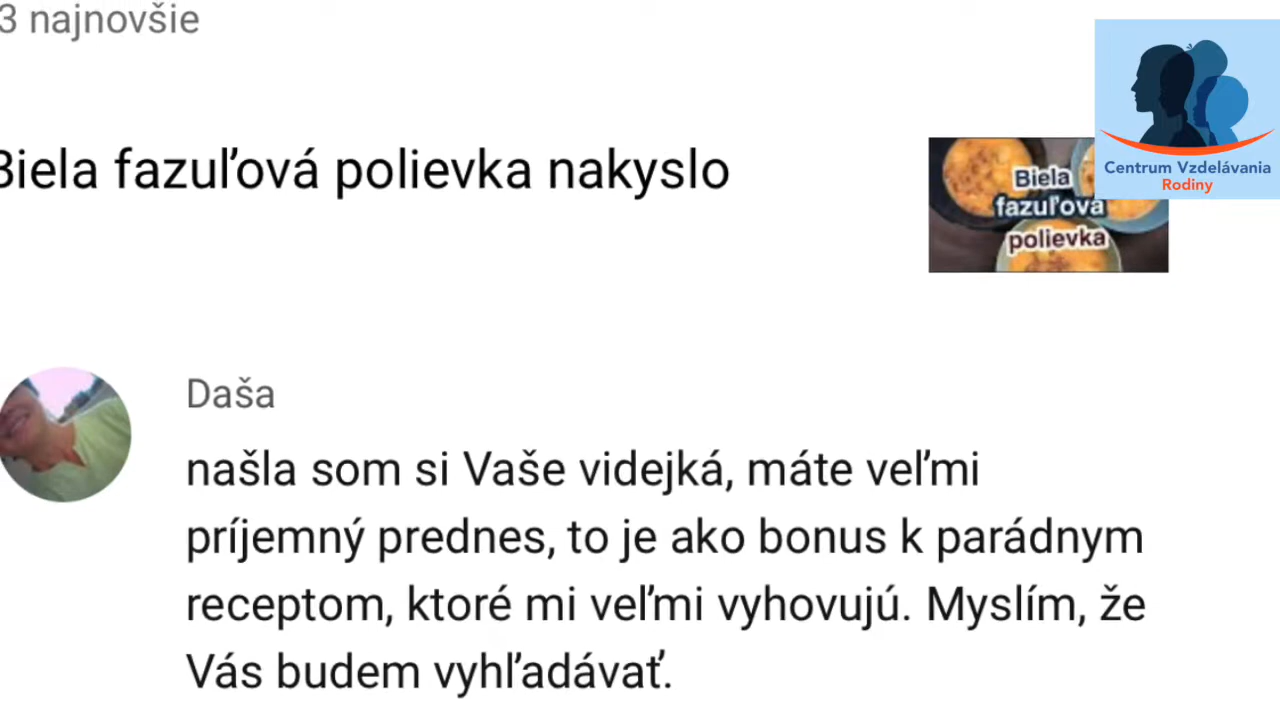 3 najnovšie
Biela fazuľová polievka nakyslo
Biela
fazuľová
polievka
Centrum Vzdelávania
Rodiny
Daša
našla som si Vaše videjká, máte veľmi
príjemný prednes, to je ako bonus k parádnym
receptom, ktoré mi veľmi vyhovujú. Myslím, že
Vás budem vyhľadávať.